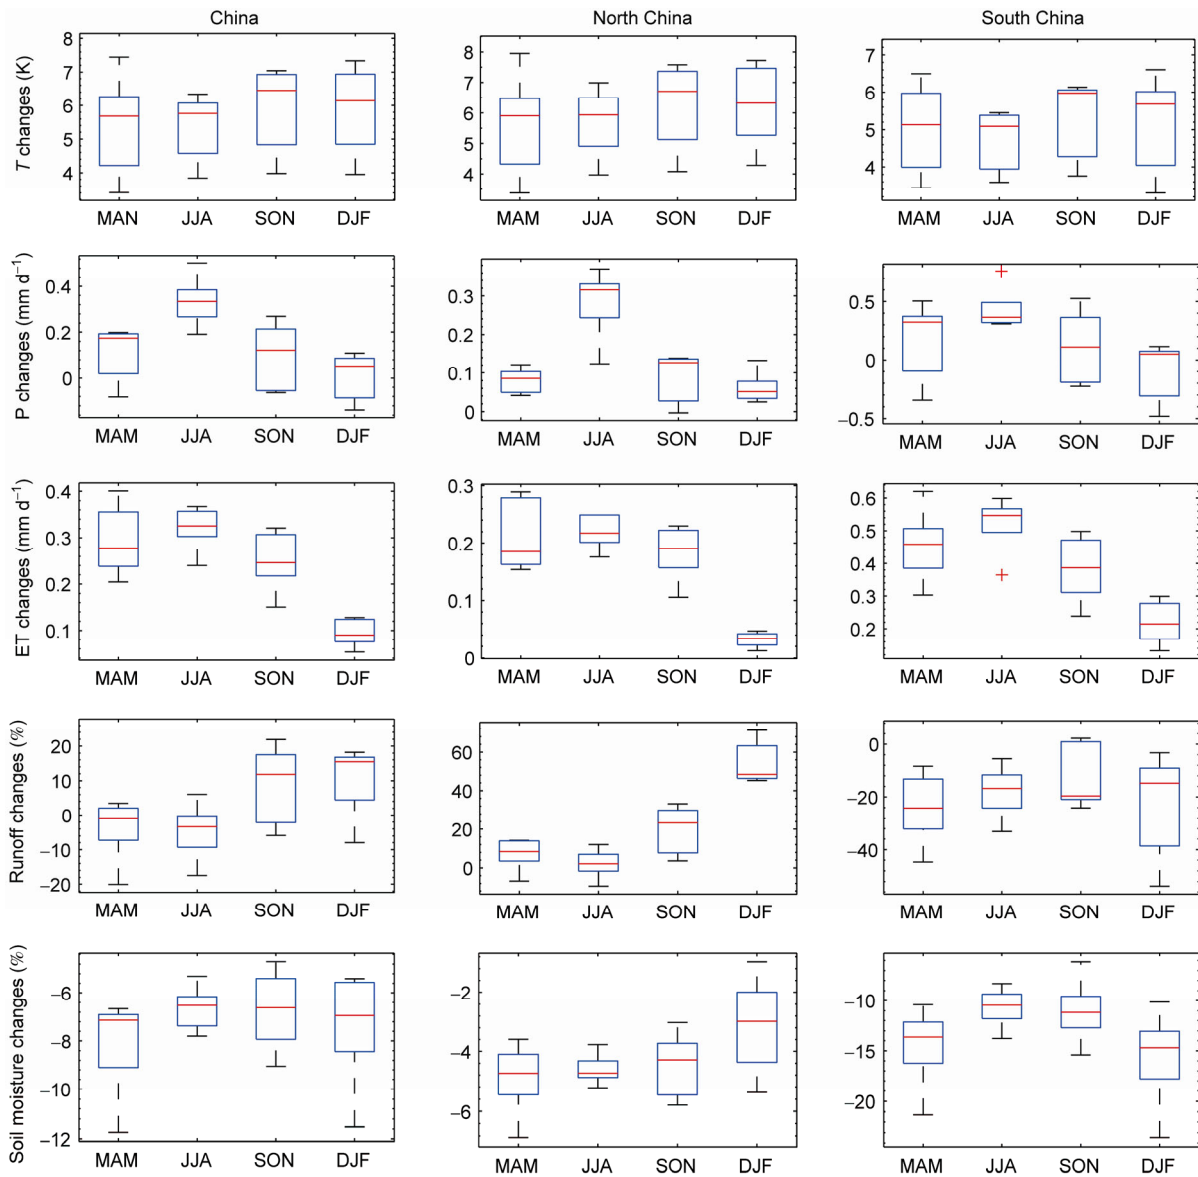 China North China South China
T changes (K)
8 7 6 5 4
MAN JJA SON DJF
8 7 6 5 4
MAM JJA SON DJF
7 6 5 4
MAM JJA SON DJF
P changes (mm d⁻¹)
0.4 0.2 0
MAM JJA SON DJF
0.3 0.2 0.1 0
MAM JJA SON DJF
0.5 0 −0.5
MAM JJA SON DJF
ET changes (mm d⁻¹)
0.4 0.3 0.2 0.1
MAM JJA SON DJF
0.3 0.2 0.1 0
MAM JJA SON DJF
0.6 0.5 0.4 0.3 0.2
MAM JJA SON DJF
Runoff changes (%)
20 10 0 −10 −20
MAM JJA SON DJF
60 40 20 0
MAM JJA SON DJF
0 −20 −40
MAM JJA SON DJF
Soil moisture changes (%)
−6 −8 −10 −12
MAM JJA SON DJF
−2 −4 −6
MAM JJA SON DJF
−10 −15 −20
MAM JJA SON DJF